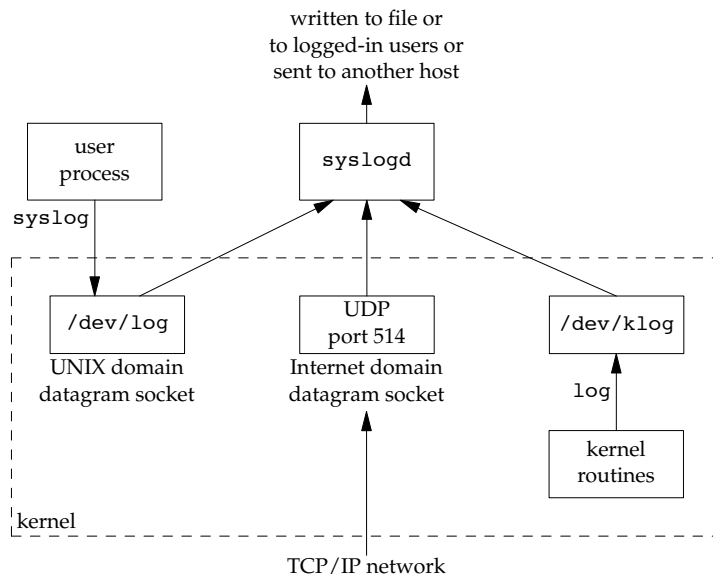 written to file or
to logged-in users or
sent to another host
user
process
syslogd
syslog
/dev/log
UDP
port 514
/dev/klog
UNIX domain
datagram socket
Internet domain
datagram socket
log
kernel
routines
kernel
TCP/IP network